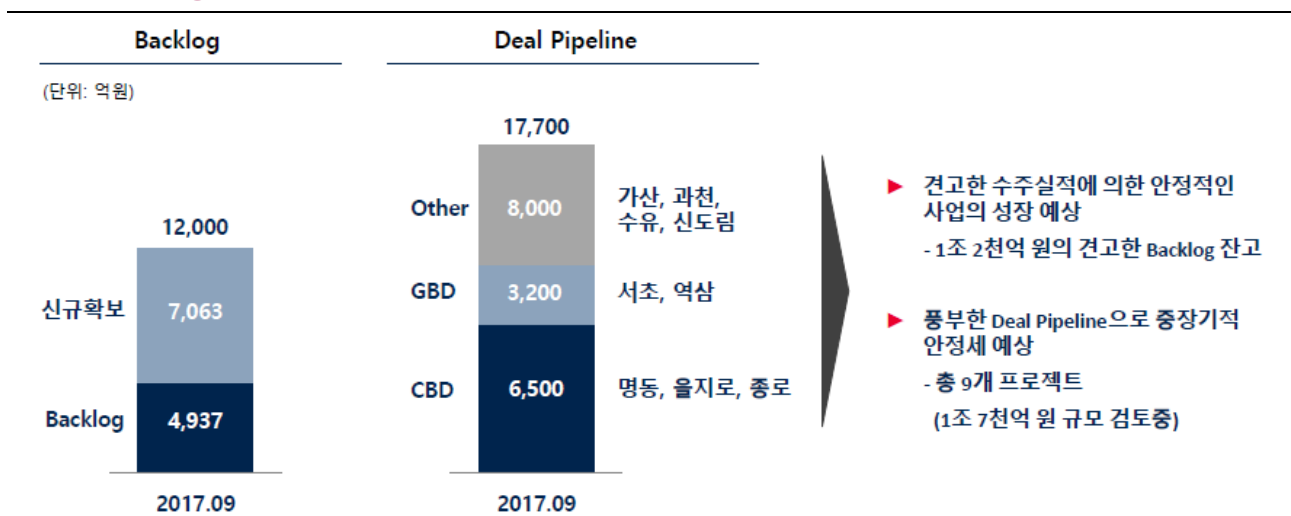 Backlog
(단위: 억원)
12,000
신규확보
7,063
Backlog
4,937
2017.09
Deal Pipeline
17,700
Other
8,000
가산, 과천,
수유, 신도림
GBD
3,200
서초, 역삼
CBD
6,500
명동, 을지로, 종로
2017.09
▶ 견고한 수주실적에 의한 안정적인
사업의 성장 예상
- 1조 2천억 원의 견고한 Backlog 잔고
▶ 풍부한 Deal Pipeline으로 중장기적
안정세 예상
- 총 9개 프로젝트
(1조 7천억 원 규모 검토중)